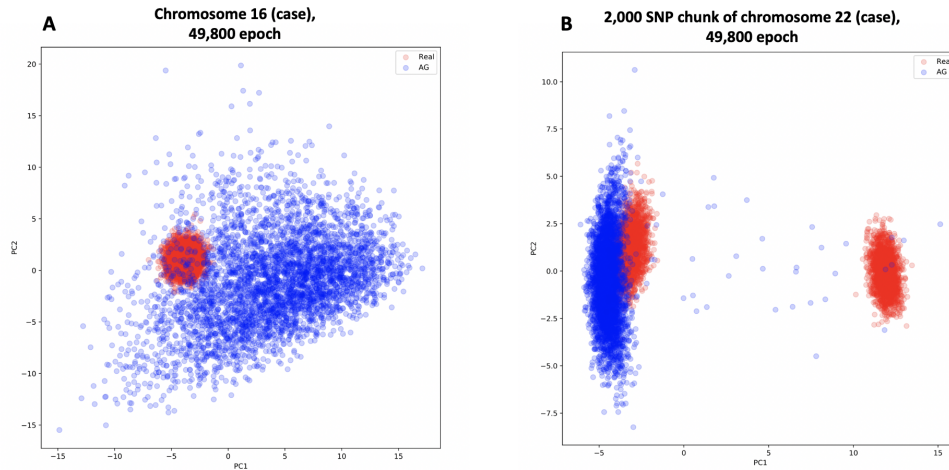 A
Chromosome 16 (case),
49,800 epoch
Real
AG
20
15
10
5
0
−5
−10
−15
−15
−10
−5
0
5
10
15
PC1
PC2
B
2,000 SNP chunk of chromosome 22 (case),
49,800 epoch
Rea
AG
10.0
7.5
5.0
2.5
0.0
−2.5
−5.0
−7.5
−5
0
5
10
15
PC1
PC2